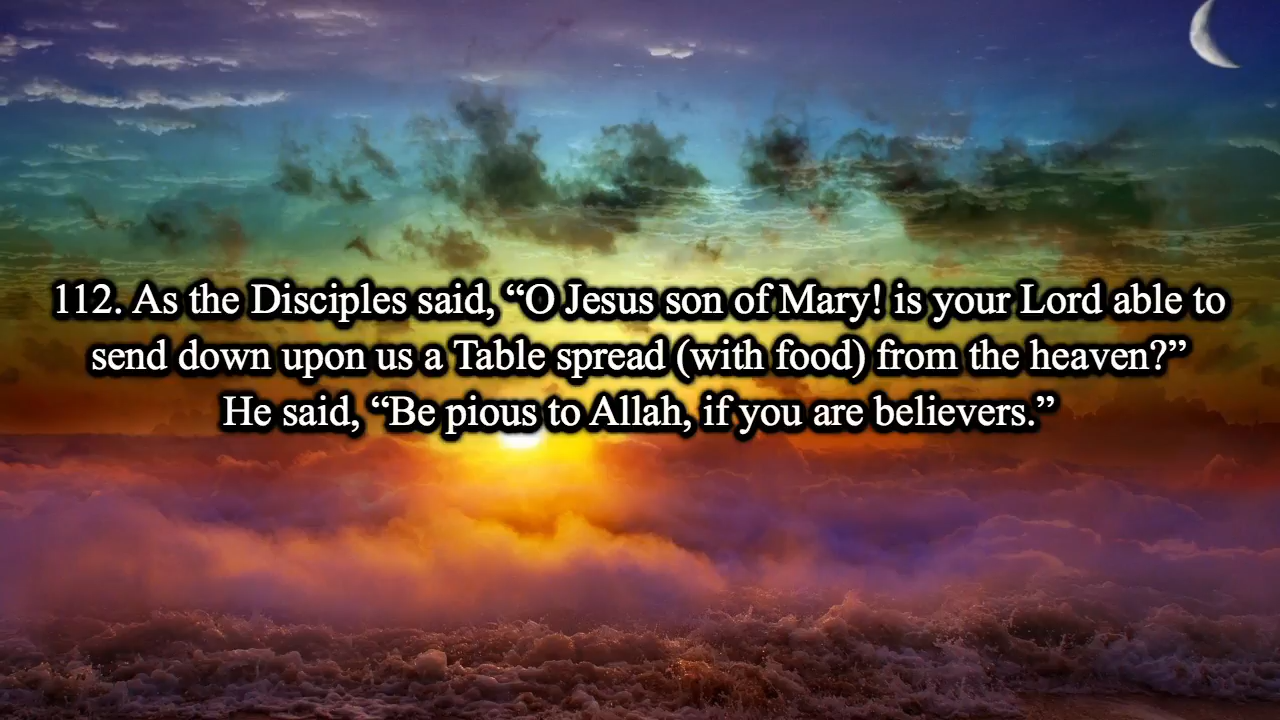 112. As the Disciples said, “O Jesus son of Mary! is your Lord able to
send down upon us a Table spread (with food) from the heaven?”
He said, “Be pious to Allah, if you are believers.”